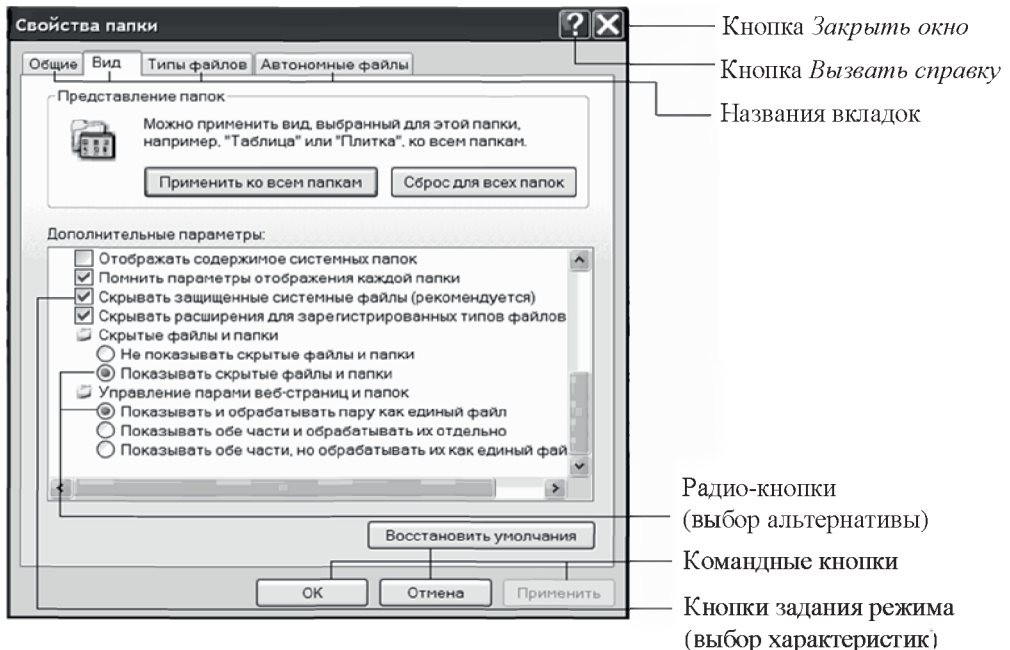 Свойства папки
Общие Вид Типы файлов Автономные файлы
Представление папок
Можно применить вид, выбранный для этой папки,
например, "Таблица" или "Плитка", ко всем папкам.
Применить ко всем папкам Сброс для всех папок
Дополнительные параметры:
Отображать содержимое системных папок
Помнить параметры отображения каждой папки
Скрывать защищенные системные файлы (рекомендуется)
Скрывать расширения для зарегистрированных типов файлов
Скрытые файлы и папки
Не показывать скрытые файлы и папки
Показывать скрытые файлы и папки
Управление парами веб-страниц и папок
Показывать и обрабатывать пару как единый файл
Показывать обе части и обрабатывать их отдельно
Показывать обе части, но обрабатывать их как единый фай
Восстановить умолчания
ОК Отмена Применить
Кнопка Закрыть окно
Кнопка Вызвать справку
Названия вкладок
Радио-кнопки
(выбор альтернативы)
Командные кнопки
Кнопки задания режима
(выбор характеристик)